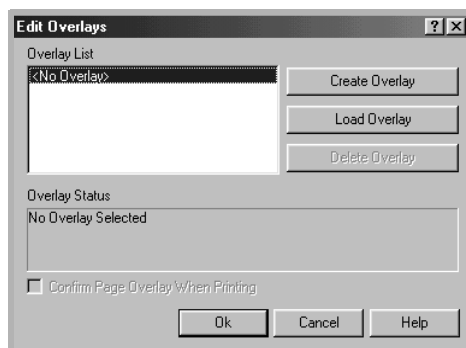 Edit Overlays
Overlay List
<No Overlay>
Create Overlay
Load Overlay
Delete Overlay
Overlay Status
No Overlay Selected
Confirm Page Overlay When Printing
Ok
Cancel
Help